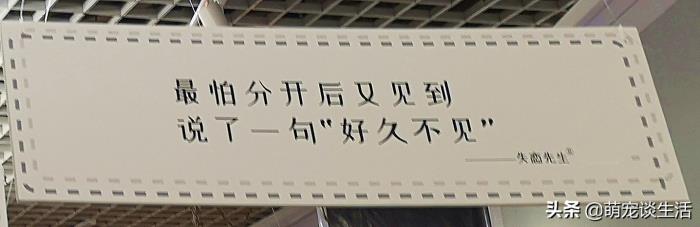 最怕分开后又见到
说了一句“好久不见”
——失恋先生
头条 @萌宠谈生活